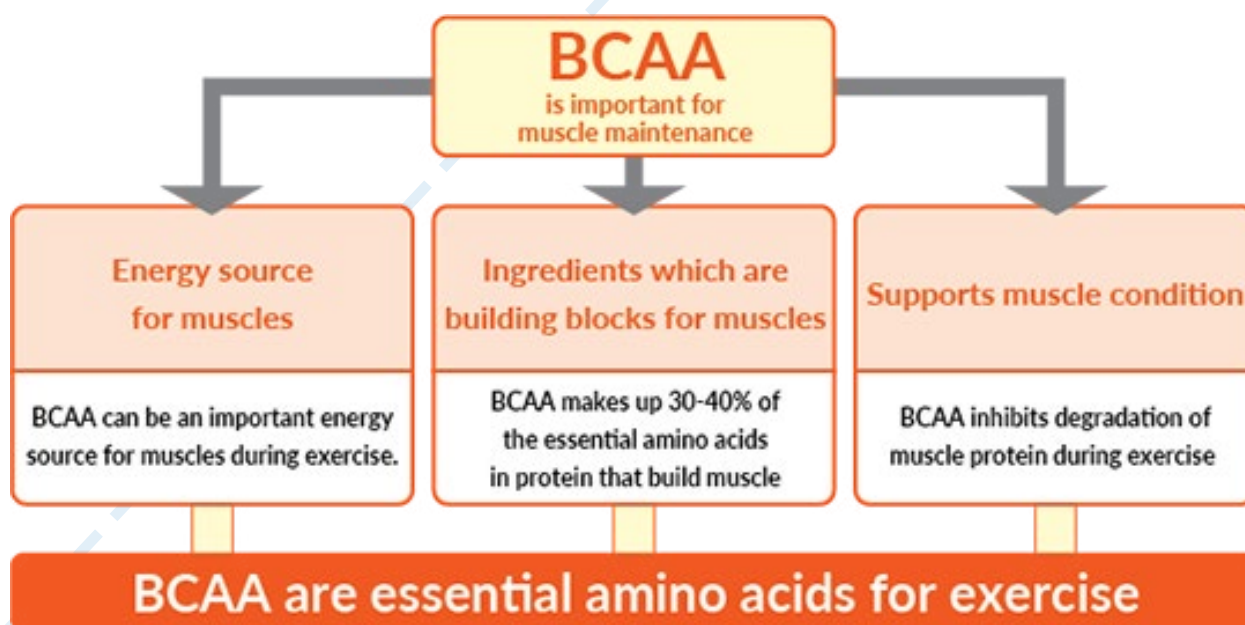 BCAA
is important for
muscle maintenance
Energy source
for muscles
BCAA can be an important energy
source for muscles during exercise.
Ingredients which are
building blocks for muscles
BCAA makes up 30-40% of
the essential amino acids
in protein that build muscle
Supports muscle condition
BCAA inhibits degradation of
muscle protein during exercise
BCAA are essential amino acids for exercise